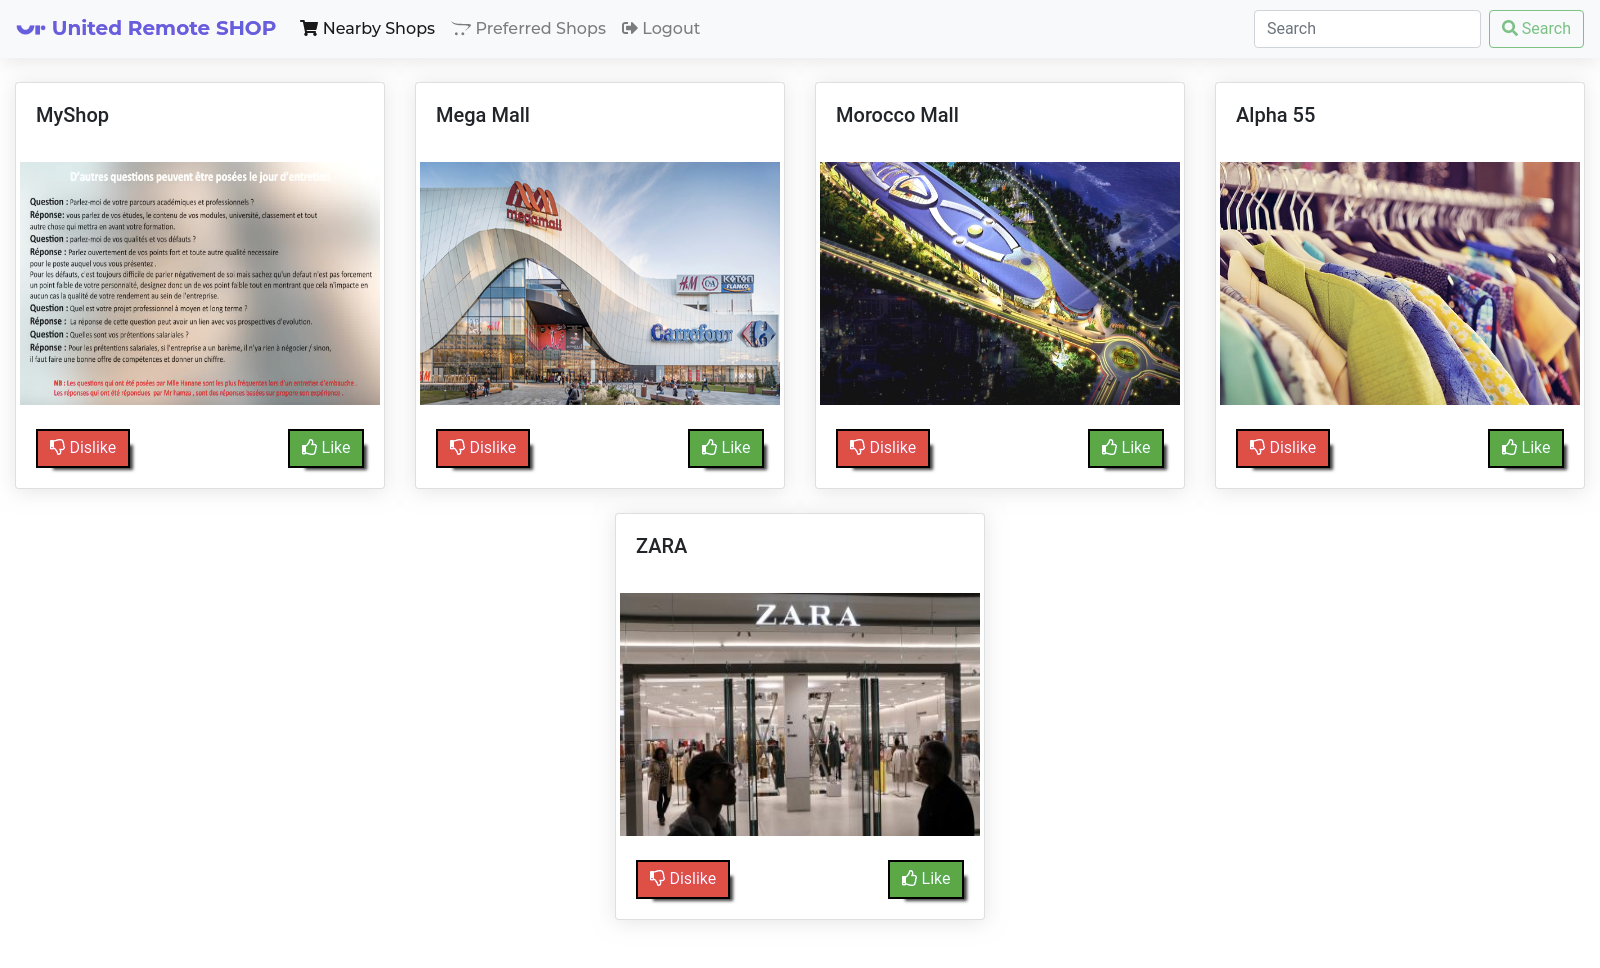 United Remote SHOP
Nearby Shops
Preferred Shops
Logout
Search
Search
MyShop
D'autres questions peuvent être posées le jour d'entretien
Question : Parlez-moi de votre parcours académiques et professionnels ?
Réponse: vous parlez de vos études, le contenu de vos modules, université, classement et tout
autre chose qui mettra en avant votre formation.
Question : parlez-moi de vos qualités et vos défauts ?
Réponse : Parlez ouvertement de vos points fort et toute autre qualité necessaire
pour le poste auquel vous vous présentez .
Pour les défauts, c'est toujours difficile de parler négativement de soi mais sachez qu'un defaut n'est pas forcement
un point faible de votre personnalité, designez donc un de vos point faible tout en montrant que cela n'impacte en
aucun cas la qualité de votre rendement au sein de l'entreprise.
Question : Quel est votre projet professionnel à moyen et long terme ?
Réponse : La réponse de cette question peut avoir un lien avec vos prospectives d'evolution.
Question : Quelles sont vos prétentions salariales ?
Réponse : Pour les prétentions salariales, si l'entreprise a un barème, il n'ya rien à négocier / sinon,
il faut faire une bonne offre de compétences et donner un chiffre.
NB : Les questions qui ont été posées par Mlle Hanane sont les plus fréquentes lors d'un entretien d'embauche .
Les réponses qui ont été répondues par Mr hamza , sont des réponses basées sur propore son expérience .
Dislike
Like
Mega Mall
megamall
H&M
C&A
KOTON
FLANCO
Carrefour
H&M
Dislike
Like
Morocco Mall
Dislike
Like
Alpha 55
Dislike
Like
ZARA
ZARA
Dislike
Like